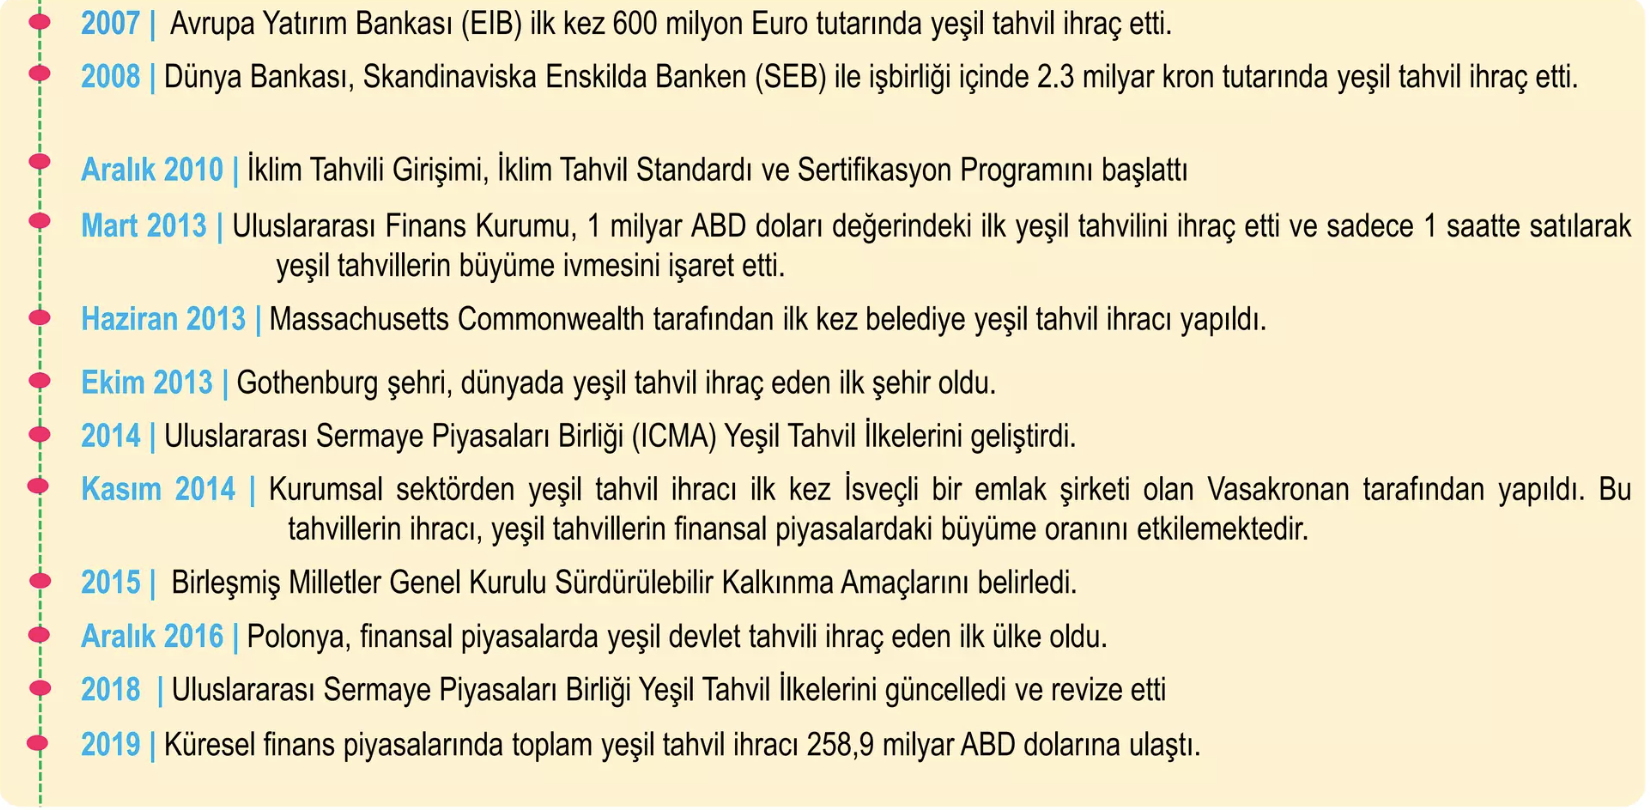 2007 | Avrupa Yatırım Bankası (EIB) ilk kez 600 milyon Euro tutarında yeşil tahvil ihraç etti.
2008 | Dünya Bankası, Skandinaviska Enskilda Banken (SEB) ile işbirliği içinde 2.3 milyar kron tutarında yeşil tahvil ihraç etti.
Aralık 2010 | İklim Tahvili Girişimi, İklim Tahvil Standardı ve Sertifikasyon Programını başlattı
Mart 2013 | Uluslararası Finans Kurumu, 1 milyar ABD doları değerindeki ilk yeşil tahvilini ihraç etti ve sadece 1 saatte satılarak
yeşil tahvillerin büyüme ivmesini işaret etti.
Haziran 2013 | Massachusetts Commonwealth tarafından ilk kez belediye yeşil tahvil ihracı yapıldı.
Ekim 2013 | Gothenburg şehri, dünyada yeşil tahvil ihraç eden ilk şehir oldu.
2014 | Uluslararası Sermaye Piyasaları Birliği (ICMA) Yeşil Tahvil İlkelerini geliştirdi.
Kasım 2014 | Kurumsal sektörden yeşil tahvil ihracı ilk kez İsveçli bir emlak şirketi olan Vasakronan tarafından yapıldı. Bu
tahvillerin ihracı, yeşil tahvillerin finansal piyasalardaki büyüme oranını etkilemektedir.
2015 | Birleşmiş Milletler Genel Kurulu Sürdürülebilir Kalkınma Amaçlarını belirledi.
Aralık 2016 | Polonya, finansal piyasalarda yeşil devlet tahvili ihraç eden ilk ülke oldu.
2018 | Uluslararası Sermaye Piyasaları Birliği Yeşil Tahvil İlkelerini güncelledi ve revize etti
2019 | Küresel finans piyasalarında toplam yeşil tahvil ihracı 258,9 milyar ABD dolarına ulaştı.